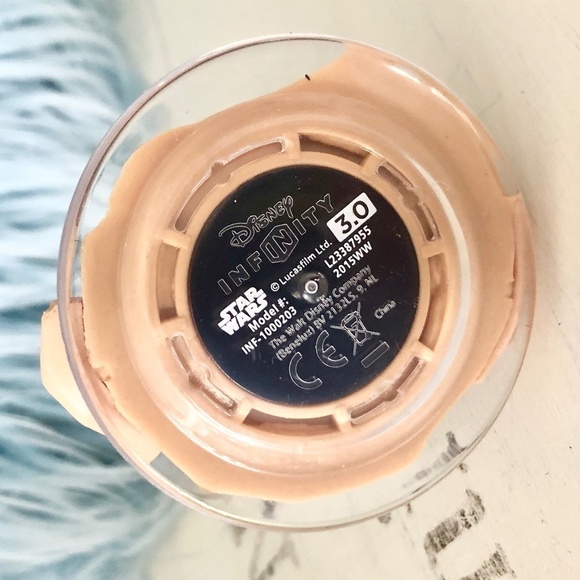 DISNEY
INFINITY
3.0
STAR
WARS
© Lucasfilm Ltd.
L23387955
Model #:
2015WW
INF-1000203
The Walt Disney Company
(Benelux) BV 2132LS, 9, NL
CE
China